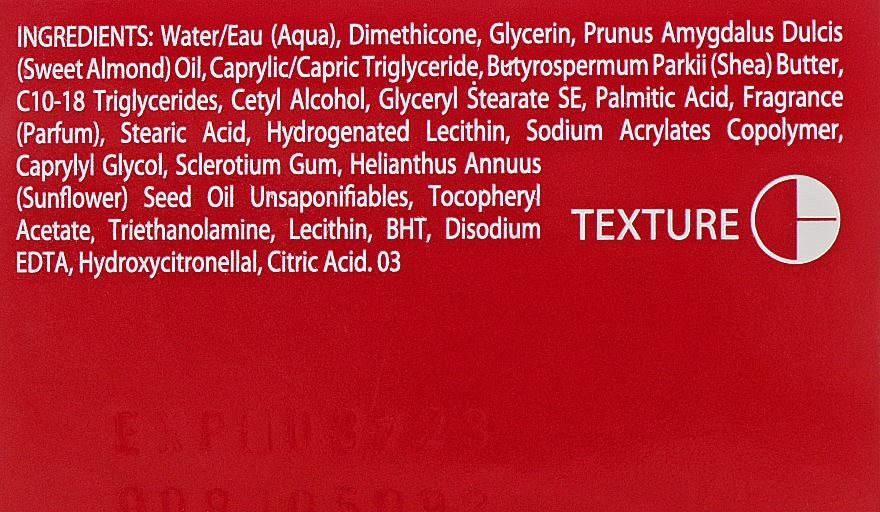 INGREDIENTS: Water/Eau (Aqua), Dimethicone, Glycerin, Prunus Amygdalus Dulcis
(Sweet Almond) Oil, Caprylic/Capric Triglyceride, Butyrospermum Parkii (Shea) Butter,
C10-18 Triglycerides, Cetyl Alcohol, Glyceryl Stearate SE, Palmitic Acid, Fragrance
(Parfum), Stearic Acid, Hydrogenated Lecithin, Sodium Acrylates Copolymer,
Caprylyl Glycol, Sclerotium Gum, Helianthus Annuus
(Sunflower) Seed Oil Unsaponifiables, Tocopheryl
Acetate, Triethanolamine, Lecithin, BHT, Disodium
EDTA, Hydroxycitronellal, Citric Acid. 03
TEXTURE